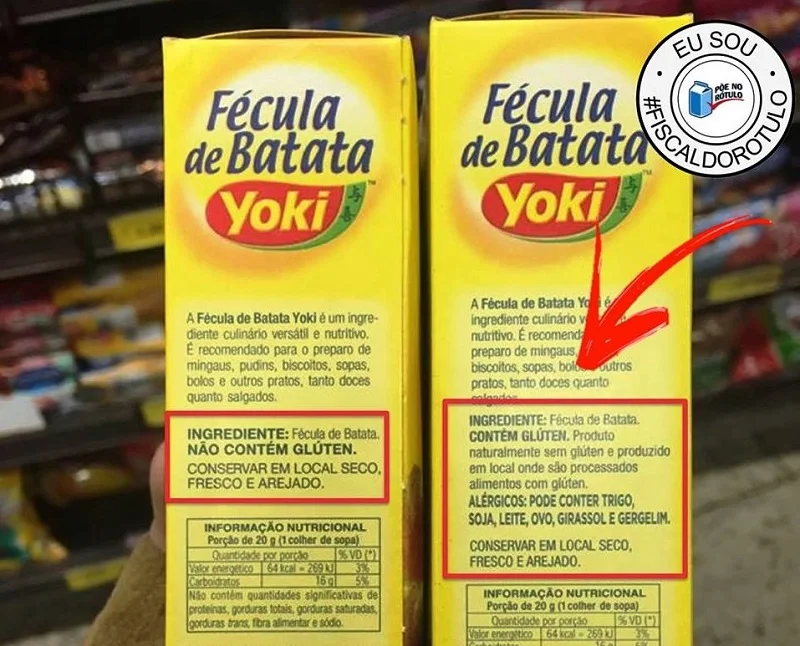 EU SOU
#FISCALDOROTULO
PÕE NO
RÓTULO
Fécula
de Batata
Yoki
TM
A Fécula de Batata Yoki é um ingre-
diente culinário versátil e nutritivo.
É recomendado para o preparo de
mingaus, pudins, biscoitos, sopas,
bolos e outros pratos, tanto doces
quanto salgados.
INGREDIENTE: Fécula de Batata.
NÃO CONTÉM GLÚTEN.
CONSERVAR EM LOCAL SECO,
FRESCO E AREJADO.
INFORMAÇÃO NUTRICIONAL
Porção de 20 g (1 colher de sopa)
Quantidade por porção % VD (*)
Valor energético 64 kcal = 269 kJ 3%
Carboidratos 16 g 5%
Não contém quantidades significativas de
proteínas, gorduras totais, gorduras saturadas,
gorduras trans, fibra alimentar e sódio.
Fécula
de Batata
Yoki
TM
A Fécula de Batata Yoki é
ingrediente culinário
nutritivo. É recomendado
preparo de mingaus,
biscoitos, sopas, outros
pratos, tanto doces quanto
salgados.
INGREDIENTE: Fécula de Batata.
CONTÉM GLÚTEN. Produto
naturalmente sem glúten e produzido
em local onde são processados
alimentos com glúten.
ALÉRGICOS: PODE CONTER TRIGO,
SOJA, LEITE, OVO, GIRASSOL E GERGELIM.
CONSERVAR EM LOCAL SECO,
FRESCO E AREJADO.
INFORMAÇÃO NUTRICIONAL
Porção de 20 g (1 colher de sopa)
Quantidade por porção % VD (*)
Valor energético 64 kcal = 269 kJ 3%